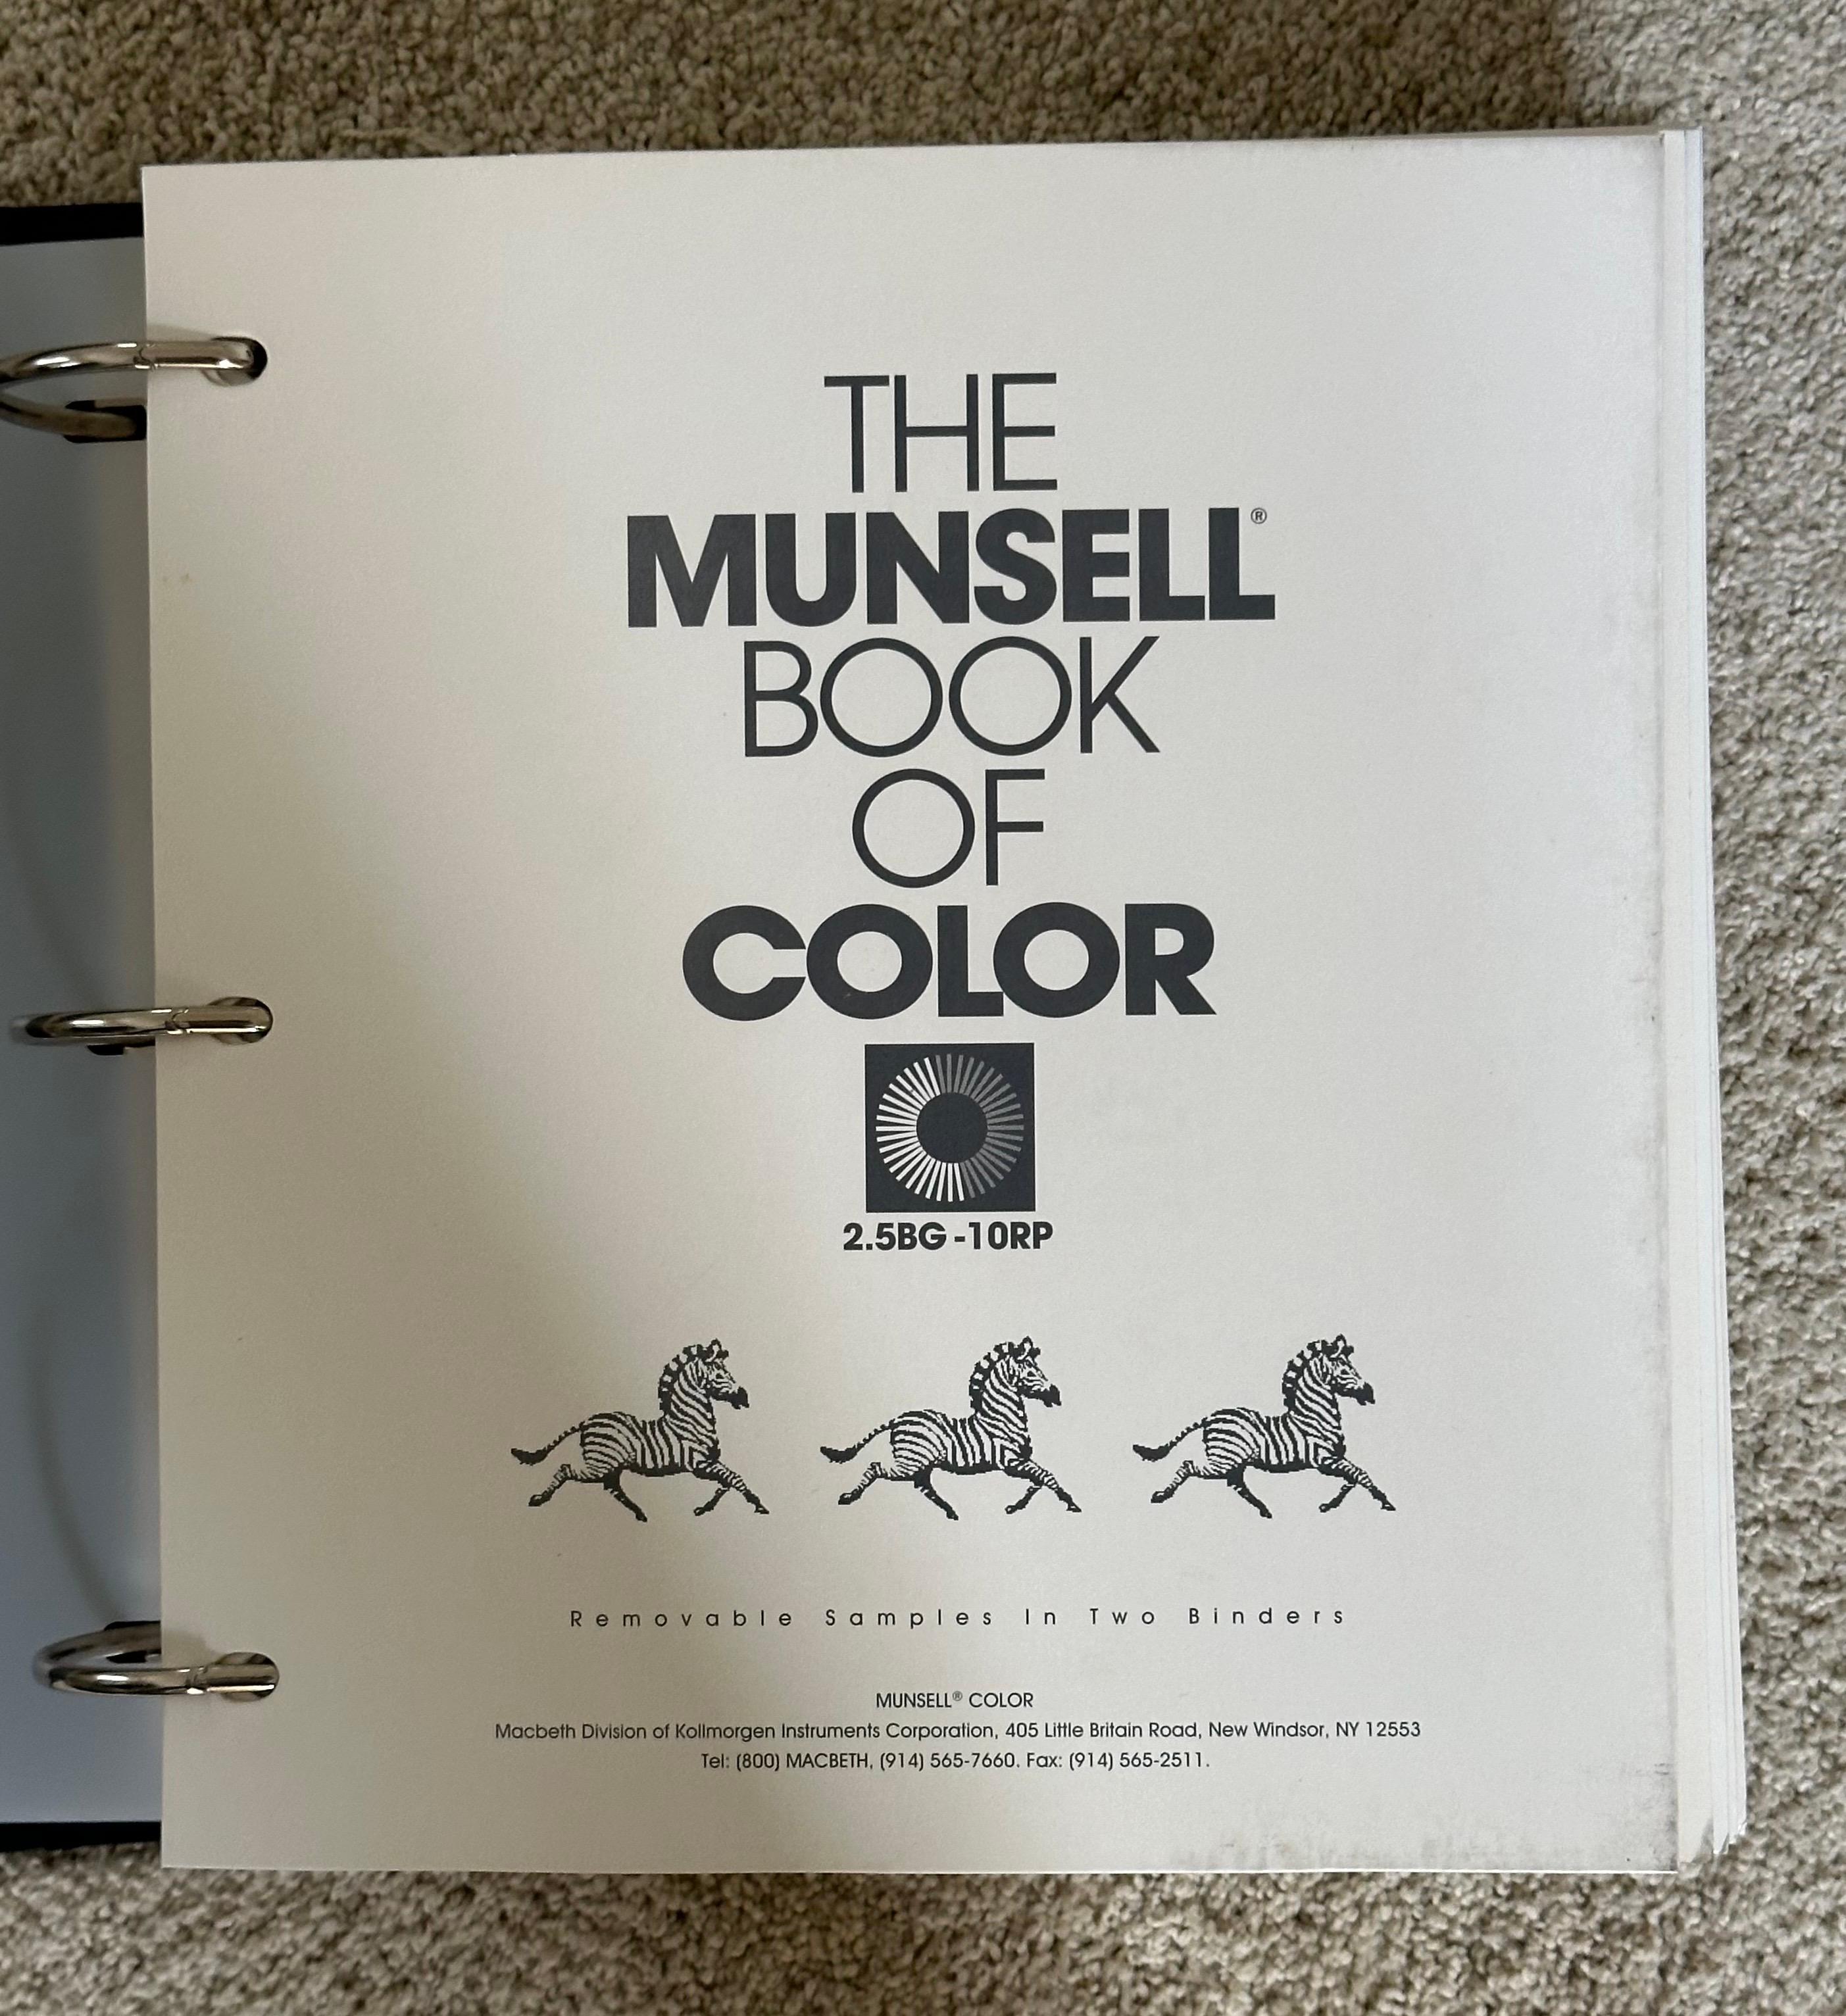 THE
MUNSELL®
BOOK
OF
COLOR
2.5BG -10RP
Removable Samples In Two Binders
MUNSELL® COLOR
Macbeth Division of Kollmorgen Instruments Corporation, 405 Little Britain Road, New Windsor, NY 12553
Tel: (800) MACBETH, (914) 565-7660. Fax: (914) 565-2511.